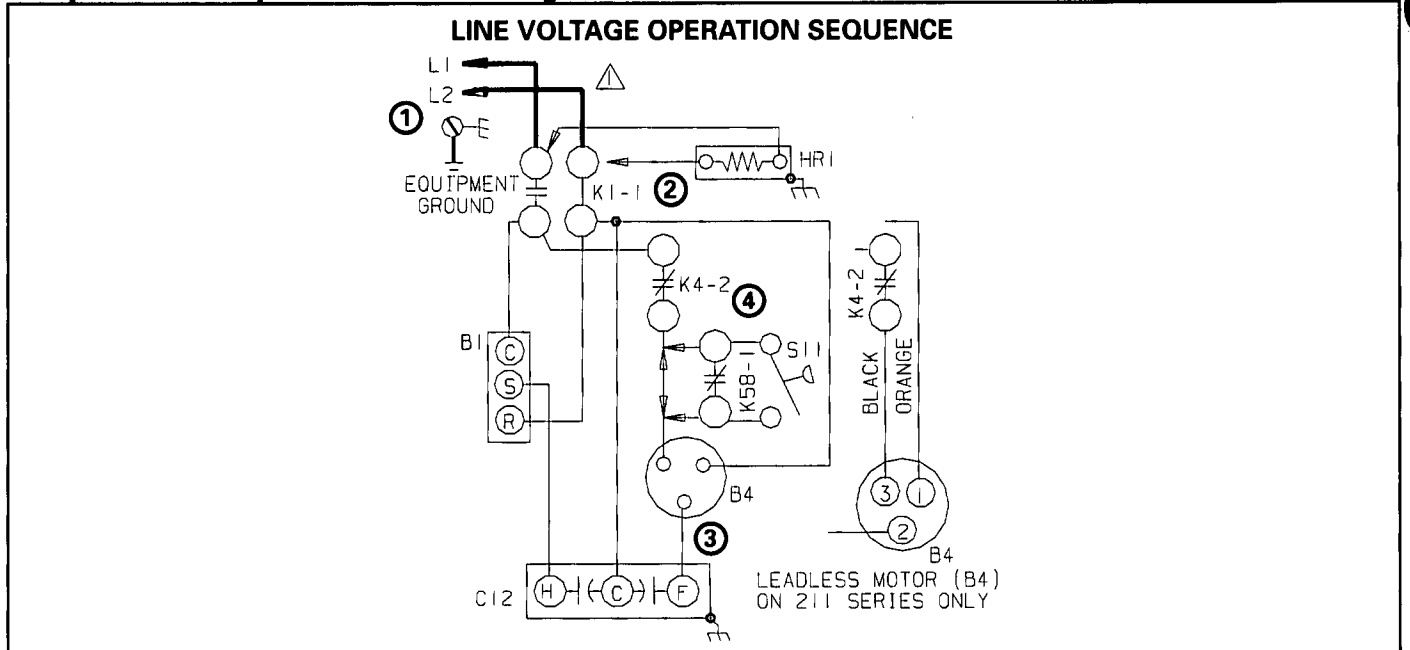 LINE VOLTAGE OPERATION SEQUENCE
L1
L2
1
E
EQUIPMENT
GROUND
K1-1
2
HR1
K4-2
4
1
K4-2
B1
C
S
R
S11
K58-1
BLACK
ORANGE
B4
3
3
1
2
B4
C12
H
C
F
LEADLESS MOTOR (B4)
ON 211 SERIES ONLY